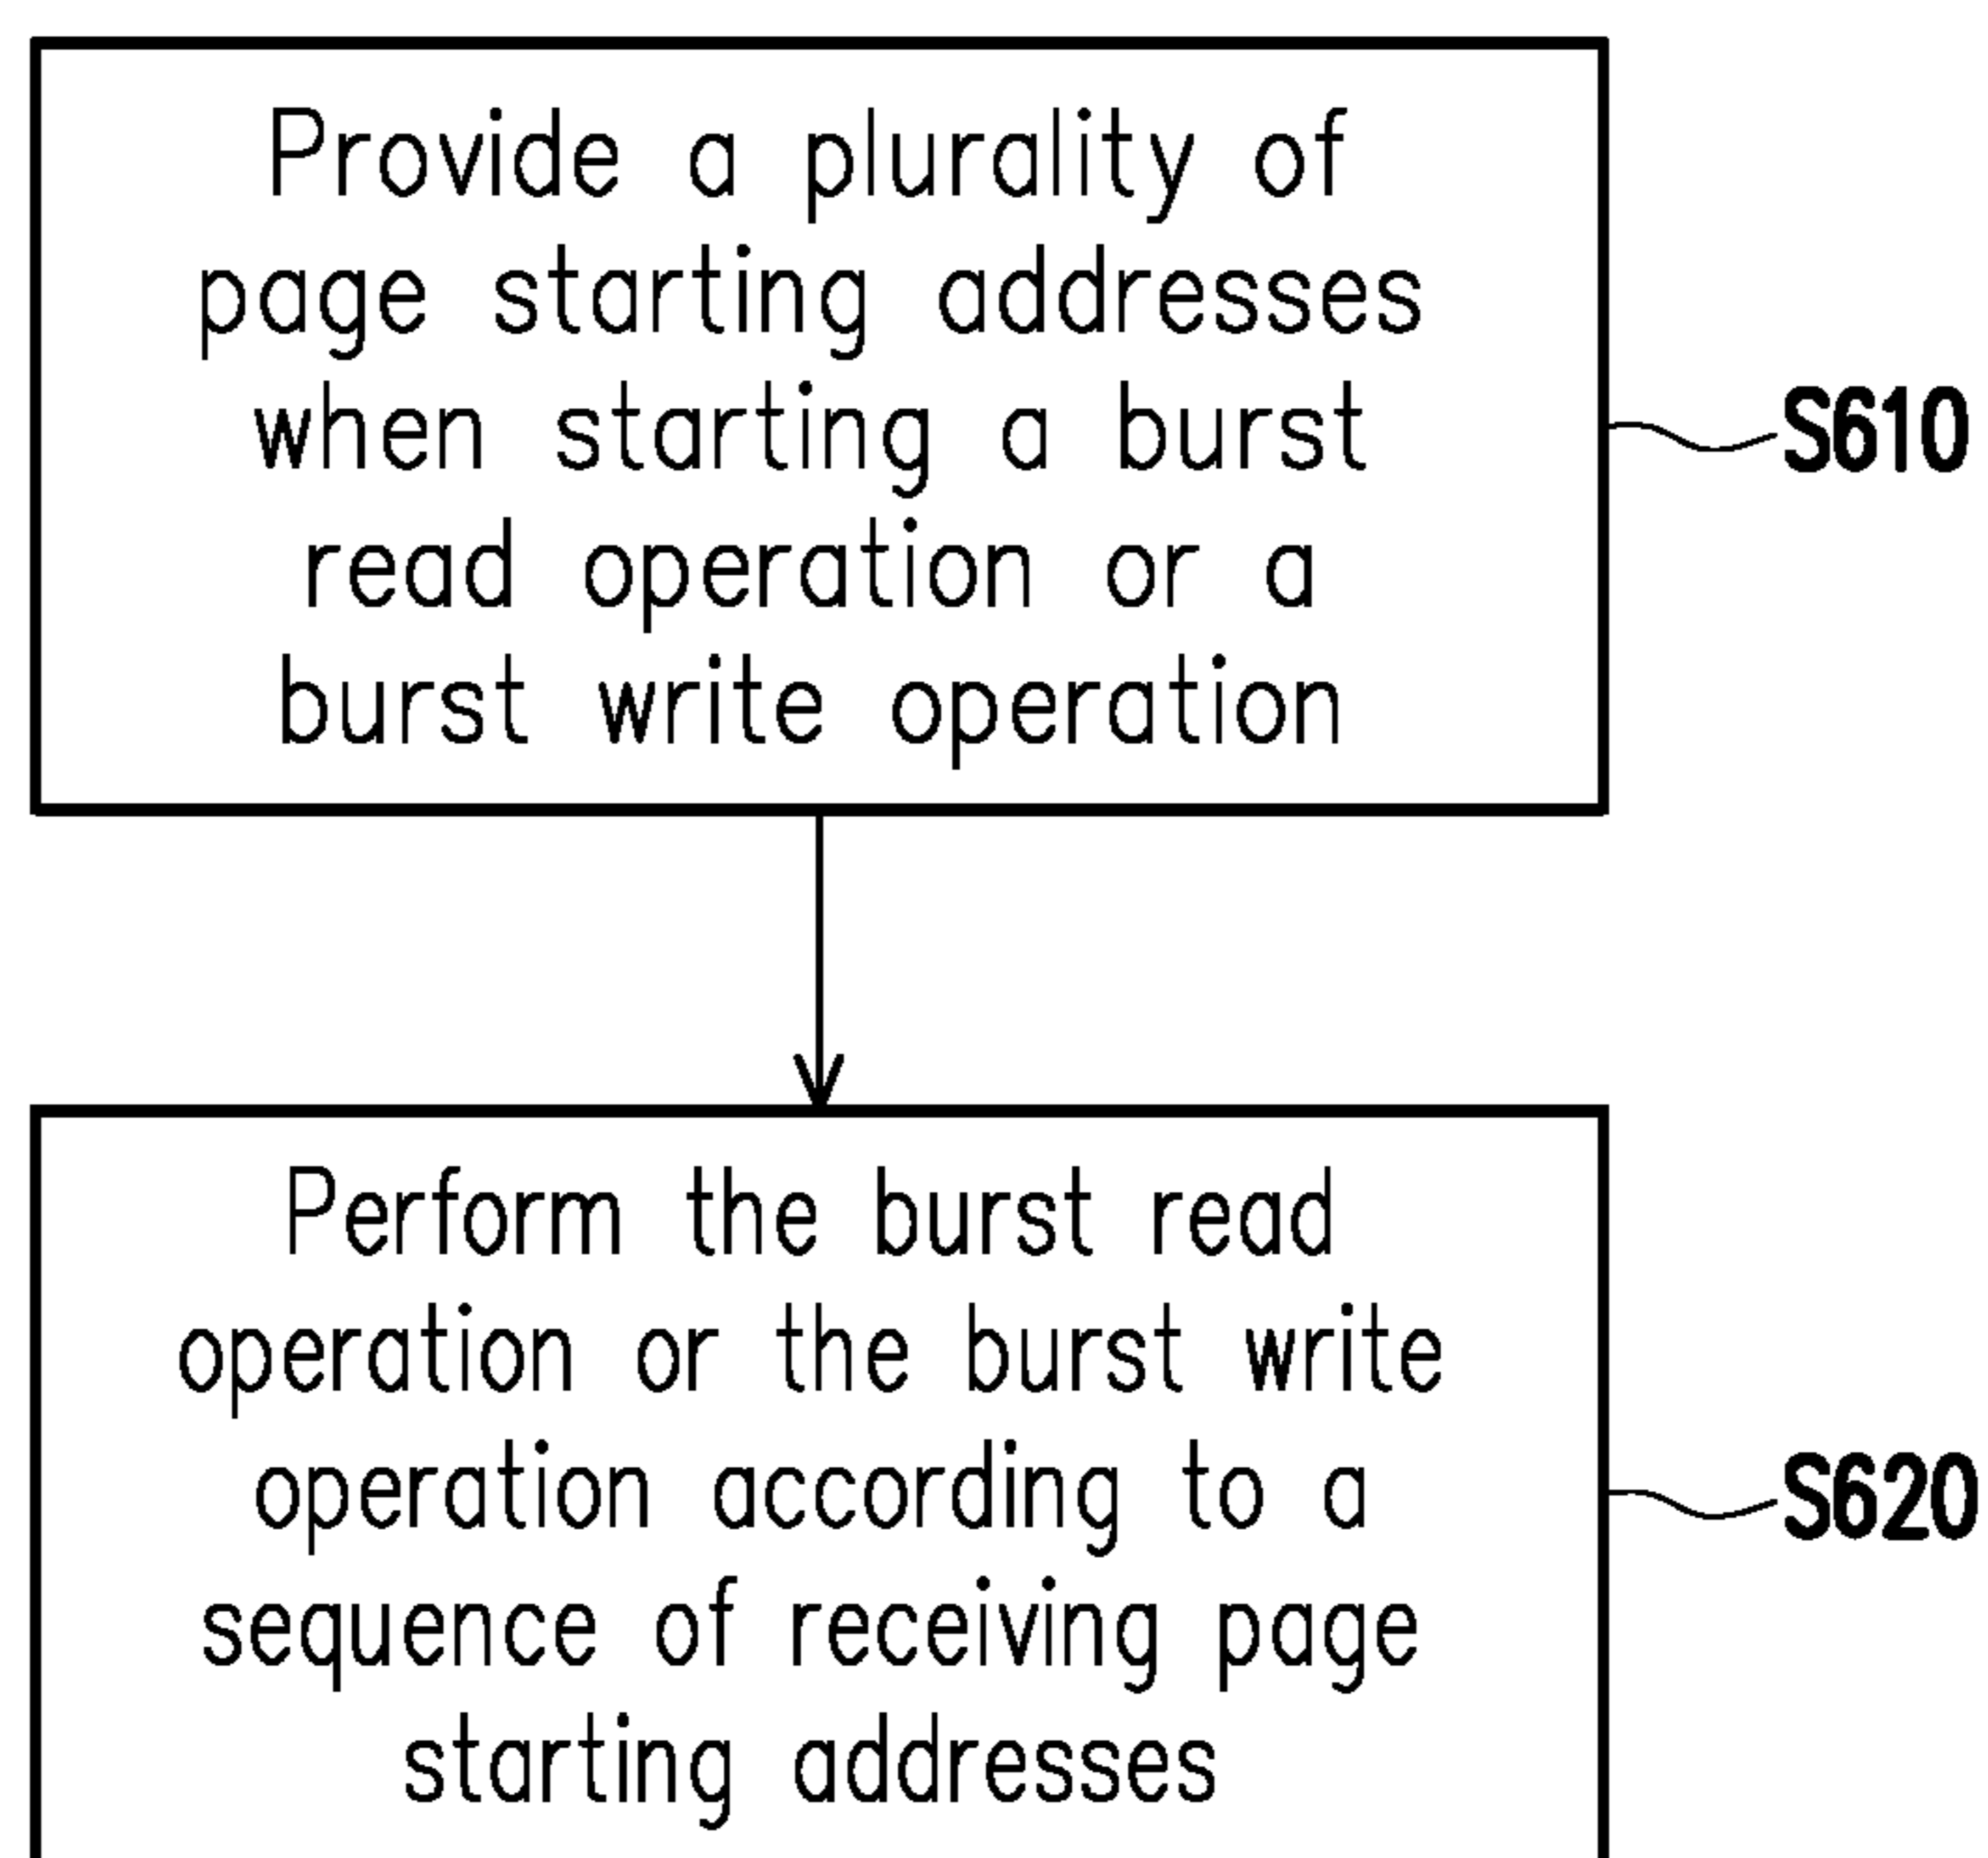 Provide a plurality of
page starting addresses
when starting a burst
read operation or a
burst write operation
S610
Perform the burst read
operation or the burst write
operation according to a
sequence of receiving page
starting addresses
S620